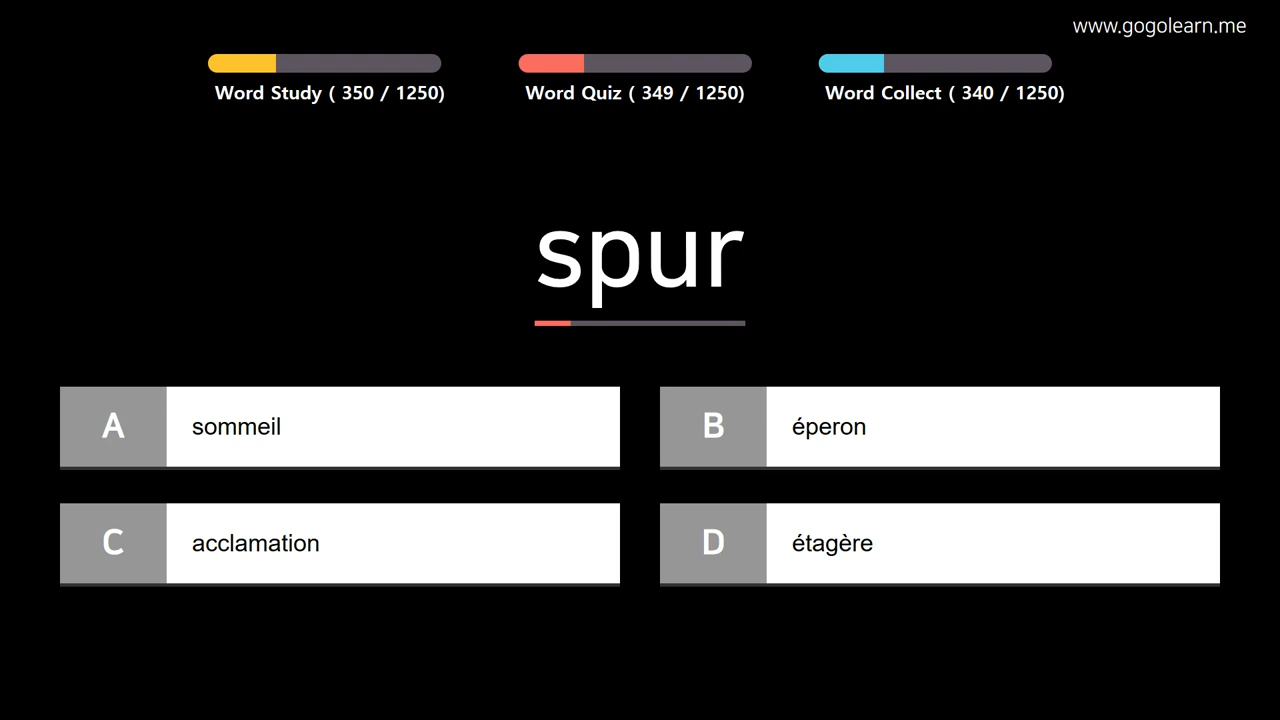 www.gogolearn.me
Word Study ( 350 / 1250)
Word Quiz ( 349 / 1250)
Word Collect ( 340 / 1250)
spur
A sommeil
B éperon
C acclamation
D étagère